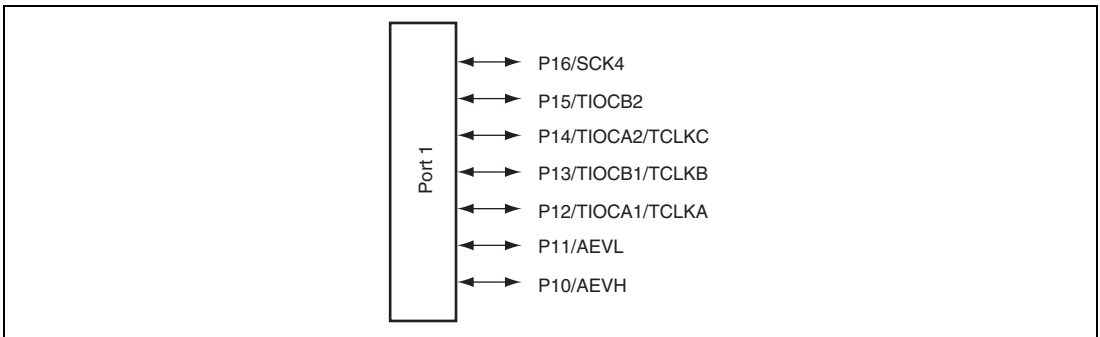 Port 1
P16/SCK4
P15/TIOCB2
P14/TIOCA2/TCLKC
P13/TIOCB1/TCLKB
P12/TIOCA1/TCLKA
P11/AEVL
P10/AEVH